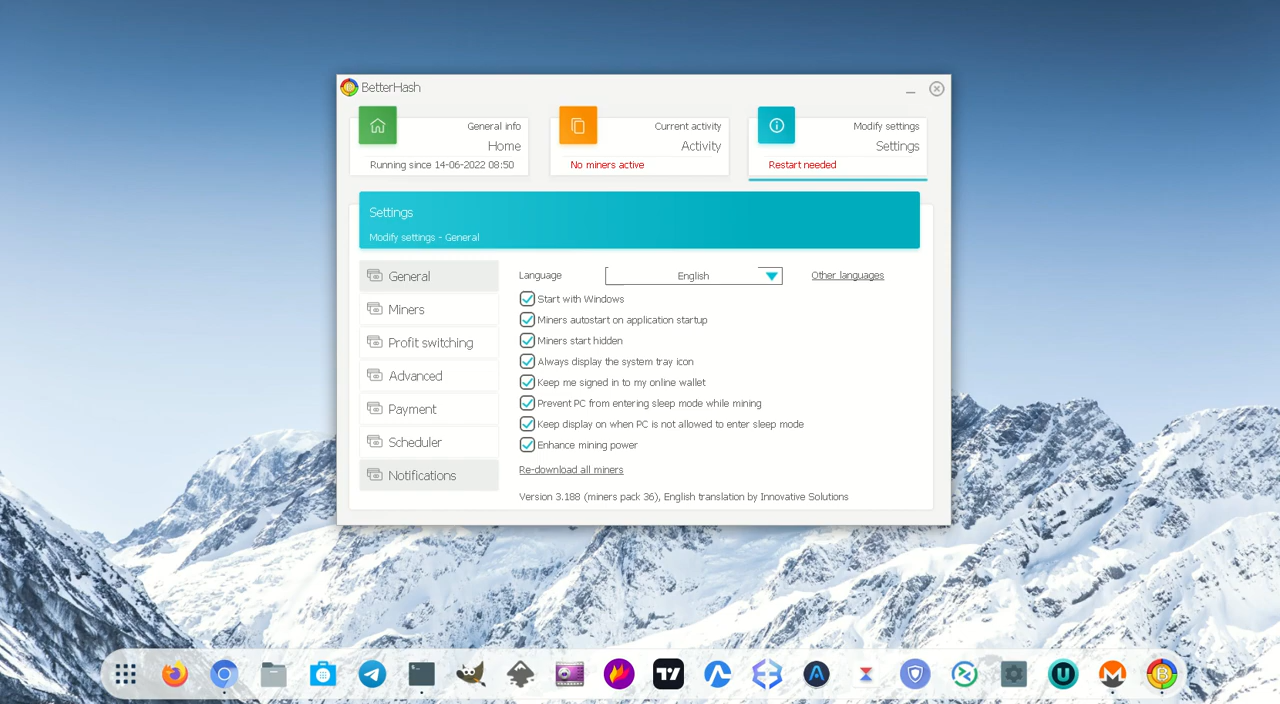 BetterHash
General info
Home
Running since 14-06-2022 08:50
Current activity
Activity
No miners active
Modify settings
Settings
Restart needed
Settings
Modify settings - General
General
Miners
Profit switching
Advanced
Payment
Scheduler
Notifications
Language
English
Other languages
Start with Windows
Miners autostart on application startup
Miners start hidden
Always display the system tray icon
Keep me signed in to my online wallet
Prevent PC from entering sleep mode while mining
Keep display on when PC is not allowed to enter sleep mode
Enhance mining power
Re-download all miners
Version 3.188 (miners pack 36), English translation by Innovative Solutions